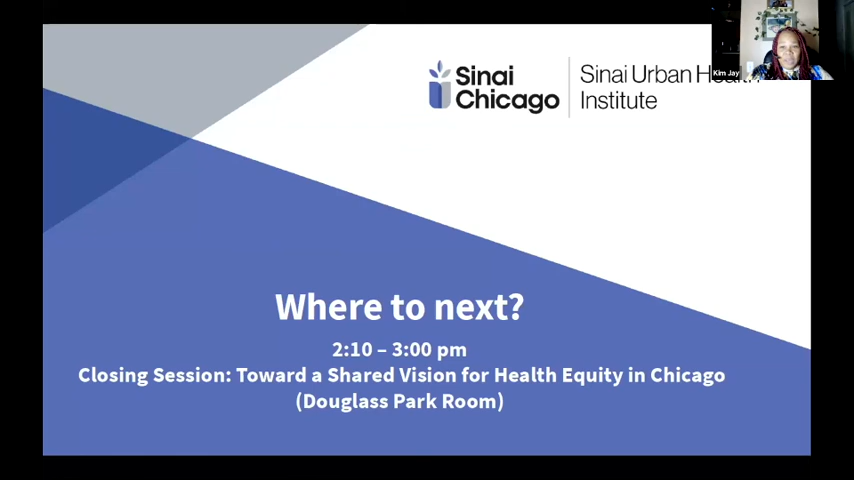 Sinai
Chicago
Sinai Urban Health
Institute
Kim Jay
Where to next?
2:10 – 3:00 pm
Closing Session: Toward a Shared Vision for Health Equity in Chicago
(Douglass Park Room)